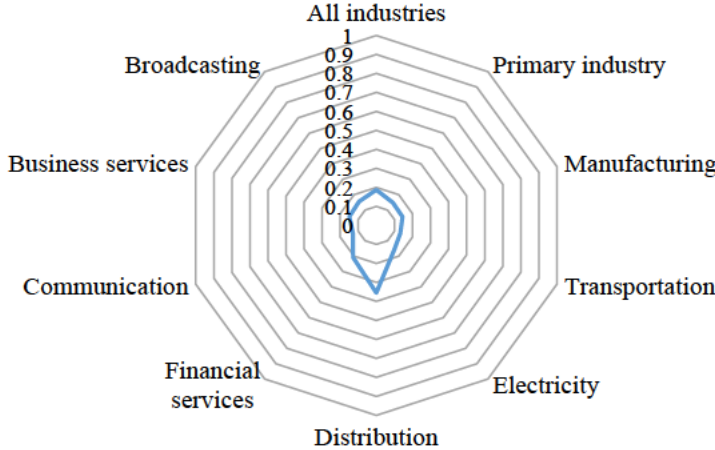 All industries
1
0.9
0.8
0.7
0.6
0.5
0.4
0.3
0.2
0.1
0
Primary industry
Manufacturing
Transportation
Electricity
Distribution
Financial
services
Communication
Business services
Broadcasting